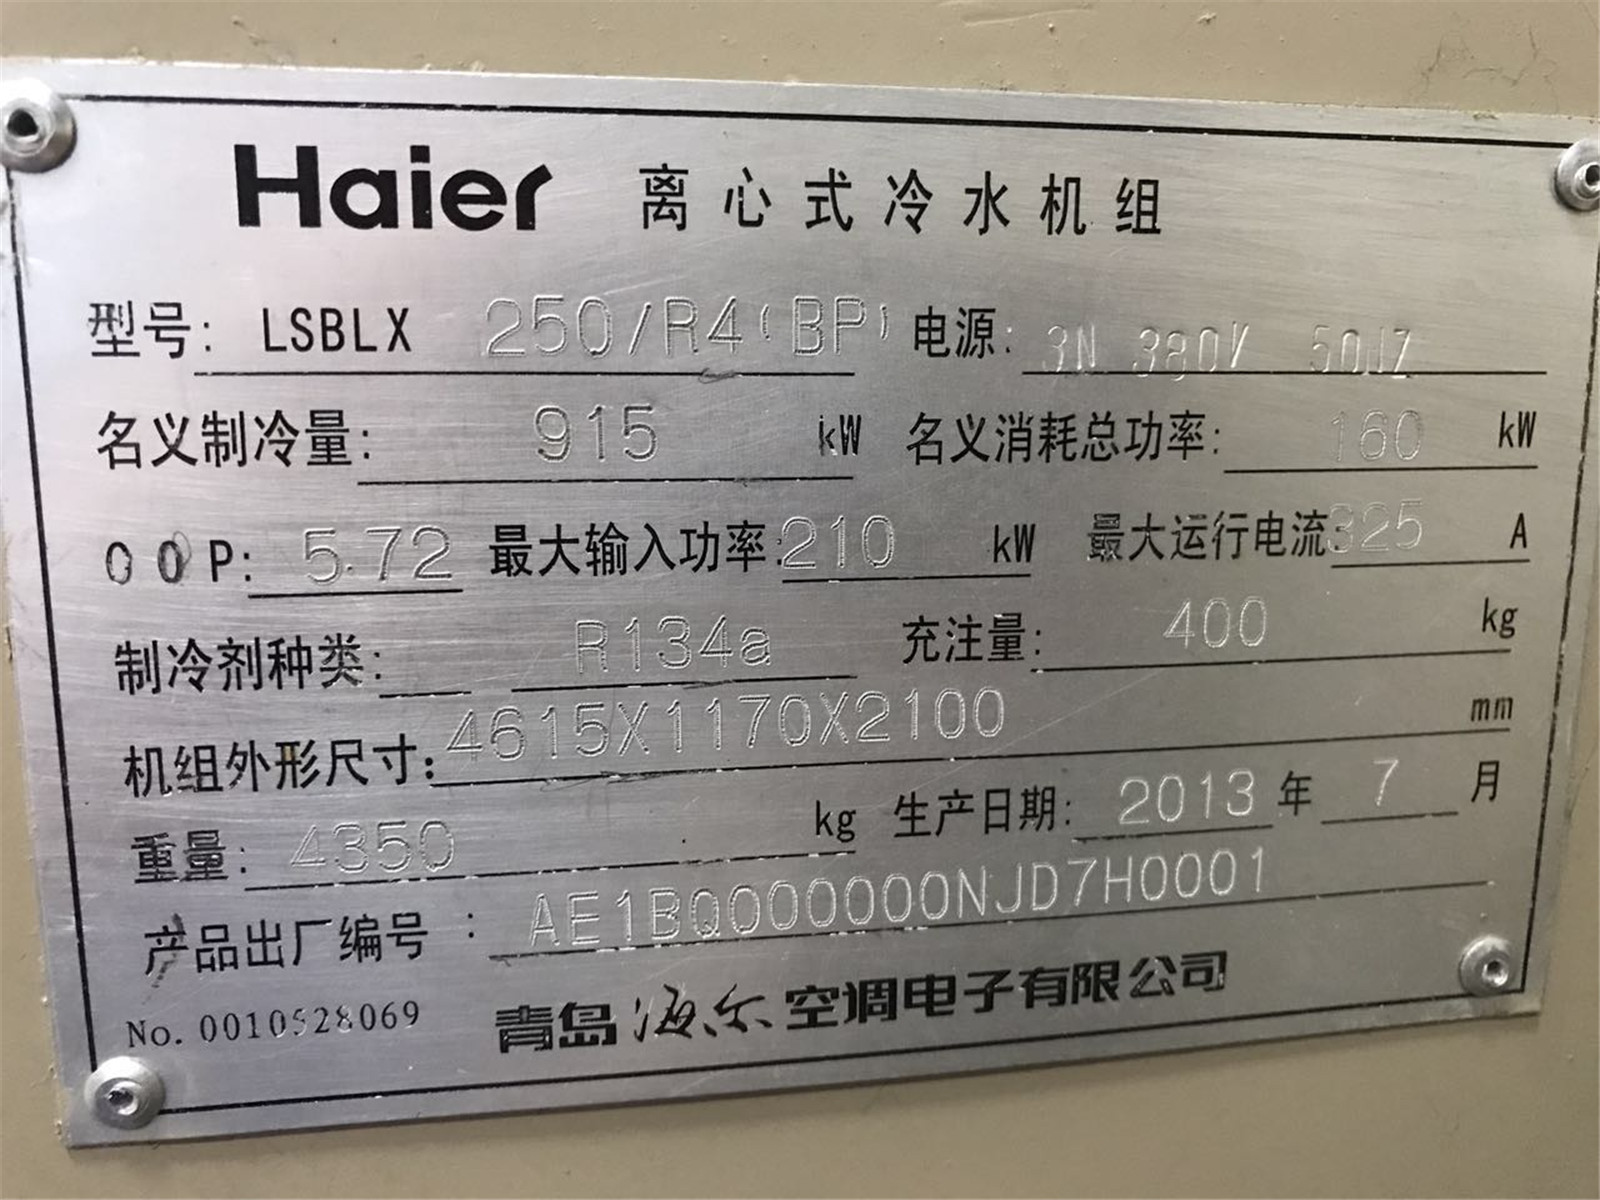 Haier 离心式冷水机组
型号: LSBLX 250/R4(BP) 电源: 3N 380V 50HZ
名义制冷量: 915 kW 名义消耗总功率: 160 kW
COP: 5.72 最大输入功率: 210 kW 最大运行电流 325 A
制冷剂种类: R134a 充注量: 400 kg
机组外形尺寸: 4615X1170X2100 mm
重量: 4350 kg 生产日期: 2013 年 7 月
产品出厂编号 : AE1BQ000000NJD7H0001
No. 0010528069 青岛海尔空调电子有限公司